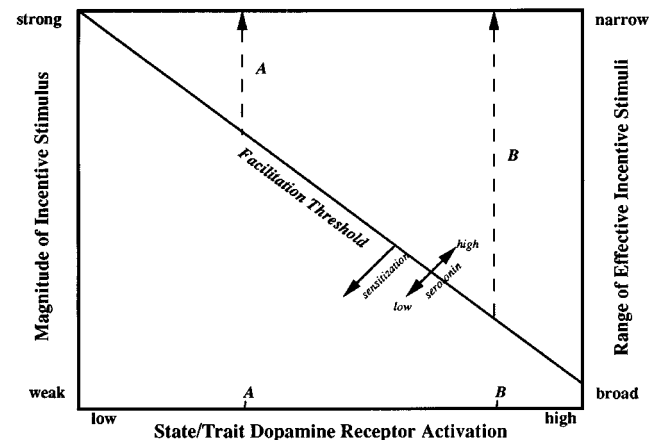 strong
narrow
Magnitude of Incentive Stimulus
Range of Effective Incentive Stimuli
A
B
Facilitation Threshold
sensitization
high
serotonin
low
weak
A
B
broad
low
high
State/Trait Dopamine Receptor Activation